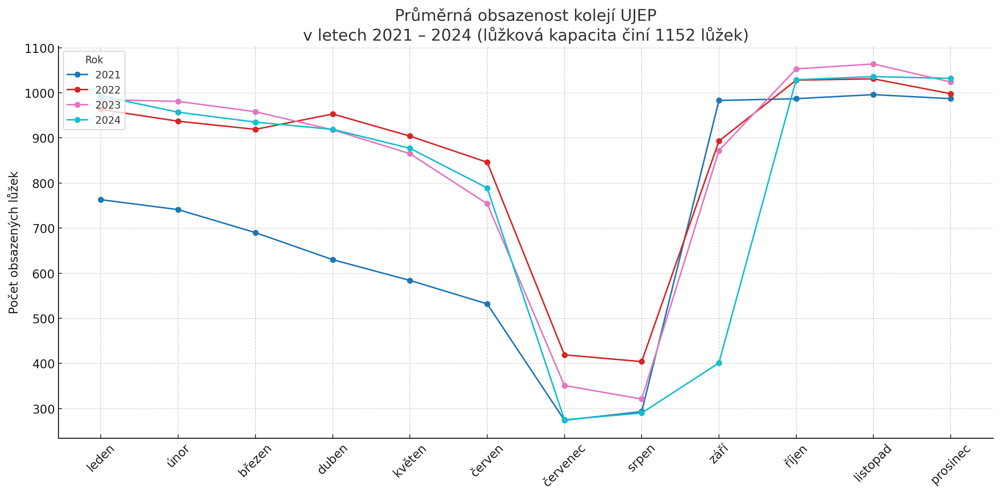 Průměrná obsazenost kolejí UJEP
v letech 2021 – 2024 (lůžková kapacita činí 1152 lůžek)
Počet obsazených lůžek
1100
1000
900
800
700
600
500
400
300
Rok
2021
2022
2023
2024
leden
únor
březen
duben
květen
červen
červenec
srpen
září
říjen
listopad
prosinec